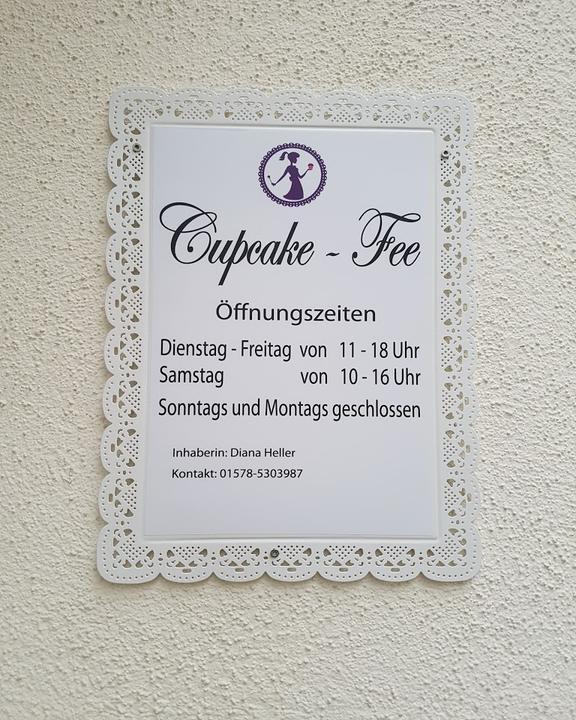 Cupcake - Fee
Öffnungszeiten
Dienstag - Freitag von 11 - 18 Uhr
Samstag von 10 - 16 Uhr
Sonntags und Montags geschlossen
Inhaberin: Diana Heller
Kontakt: 01578-5303987